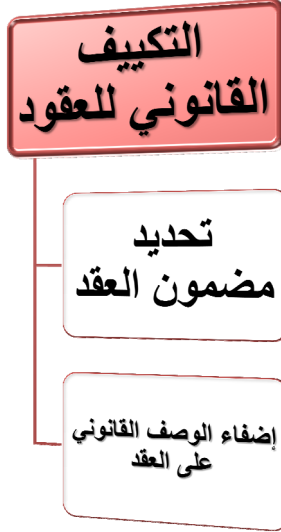 التكييف
القانوني للعقود
تحديد
مضمون العقد
إضفاء الوصف القانوني
على العقد